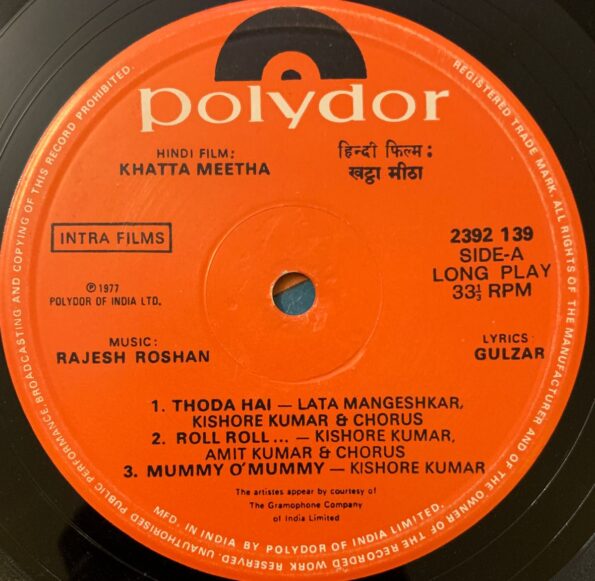 polydor
HINDI FILM:
KHATTA MEETHA
हिन्दी फिल्म :
खट्टा मीठा
INTRA FILMS
℗ 1977
POLYDOR OF INDIA LTD.
2392 139
SIDE-A
LONG PLAY
33⅓ RPM
MUSIC:
RAJESH ROSHAN
LYRICS
GULZAR
1. THODA HAI — LATA MANGESHKAR,
KISHORE KUMAR & CHORUS
2. ROLL ROLL... — KISHORE KUMAR,
AMIT KUMAR & CHORUS
3. MUMMY O'MUMMY — KISHORE KUMAR
The artistes appear by courtesy of
The Gramophone Company
of India Limited
MFD. IN INDIA BY POLYDOR OF INDIA LIMITED.
REGISTERED TRADE MARK. ALL RIGHTS OF THE MANUFACTURER AND OF THE OWNER OF THE RECORDED WORK RESERVED. UNAUTHORISED PUBLIC PERFORMANCE, BROADCASTING AND COPYING OF THIS RECORD PROHIBITED.